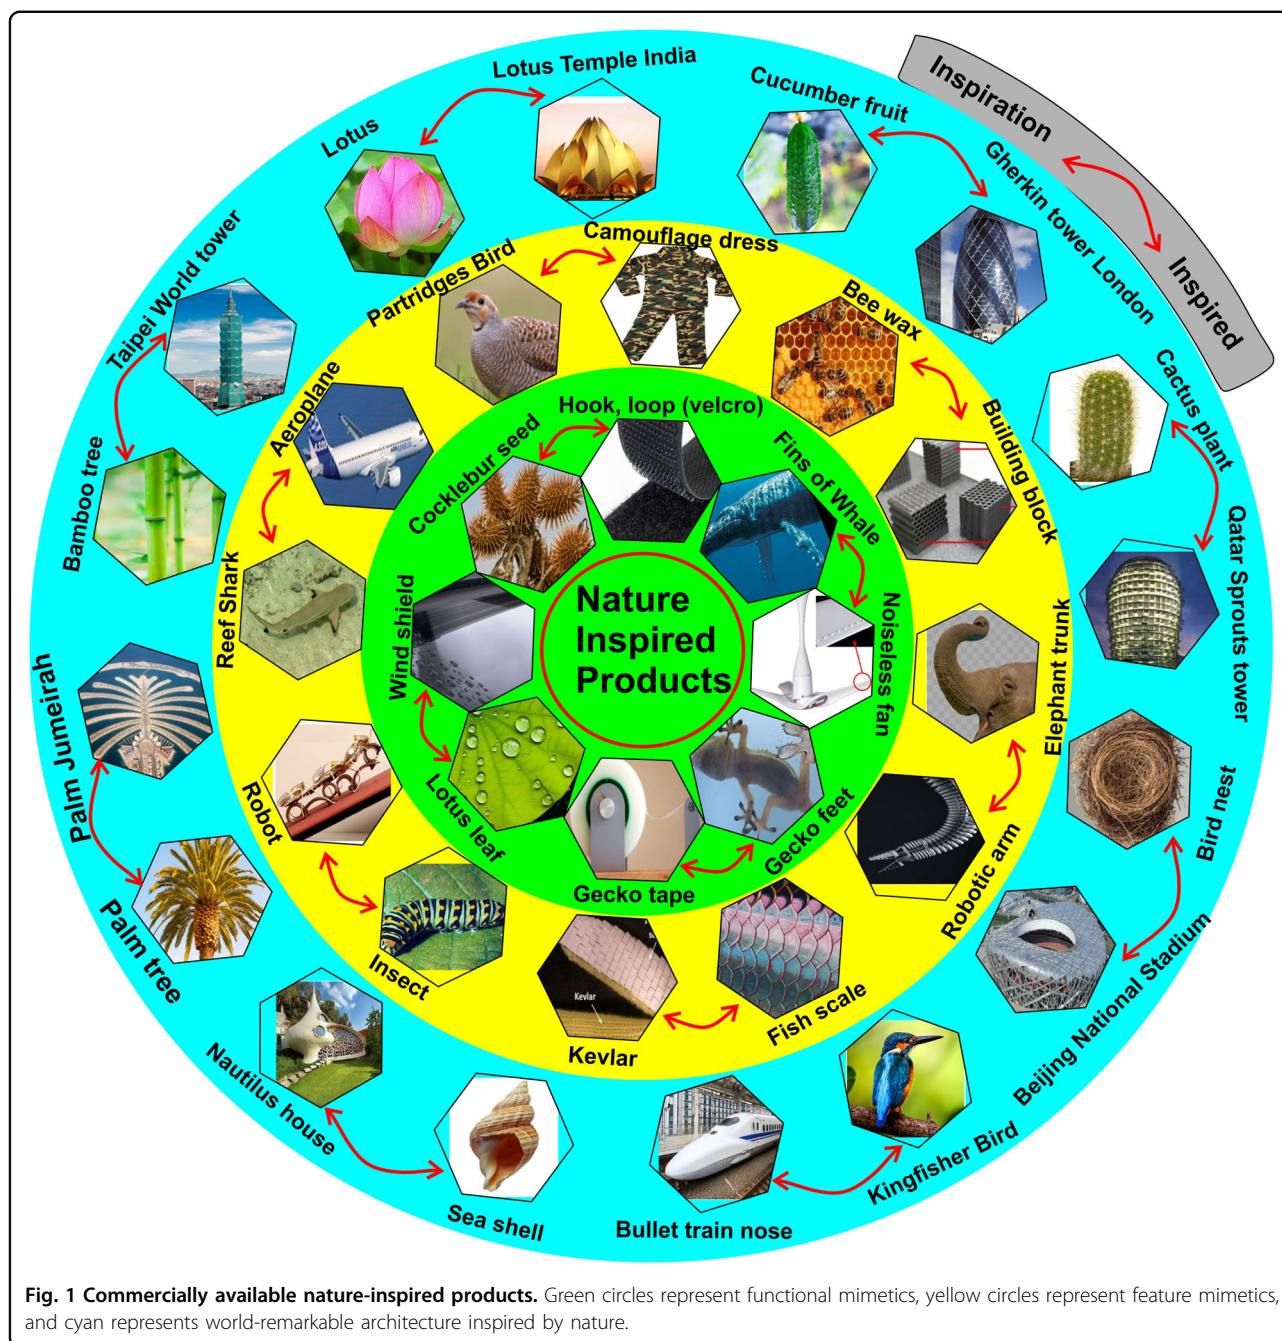 Inspiration
Inspired
Lotus Temple India
Lotus
Cucumber fruit
Gherkin tower London
Cactus plant
Qatar Sprouts tower
Bird nest
Beijing National Stadium
Kingfisher Bird
Bullet train nose
Sea shell
Nautilus house
Palm tree
Palm Jumeirah
Bamboo tree
Taipei World tower
Camouflage dress
Partridges Bird
Bee wax
Building block
Elephant trunk
Robotic arm
Fish scale
Kevlar
Kevlar
Insect
Robot
Reef Shark
Aeroplane
Hook, loop (velcro)
Cocklebur seed
Fins of Whale
Noiseless fan
Gecko feet
Gecko tape
Lotus leaf
Wind shield
Nature
Inspired
Products
Fig. 1 Commercially available nature-inspired products. Green circles represent functional mimetics, yellow circles represent feature mimetics,
and cyan represents world-remarkable architecture inspired by nature.